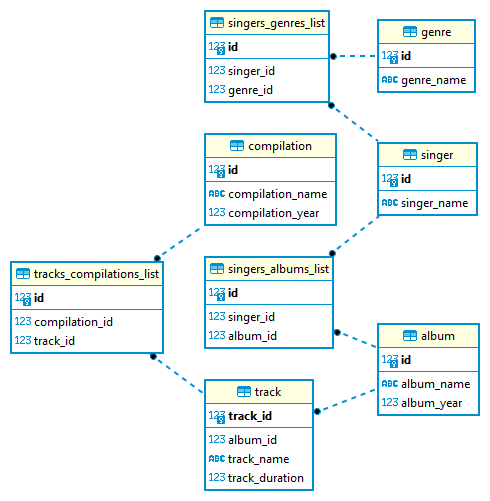 singers_genres_list
123 id
123 singer_id
123 genre_id
genre
123 id
ABC genre_name
compilation
123 id
ABC compilation_name
123 compilation_year
singer
123 id
ABC singer_name
tracks_compilations_list
123 id
123 compilation_id
123 track_id
singers_albums_list
123 id
123 singer_id
123 album_id
album
123 id
ABC album_name
123 album_year
track
123 track_id
123 album_id
ABC track_name
123 track_duration